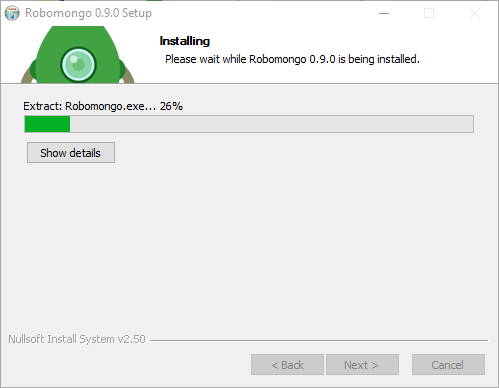 Robomongo 0.9.0 Setup
Installing
Please wait while Robomongo 0.9.0 is being installed.
Extract: Robomongo.exe... 26%
Show details
Nullsoft Install System v2.50
< Back
Next >
Cancel